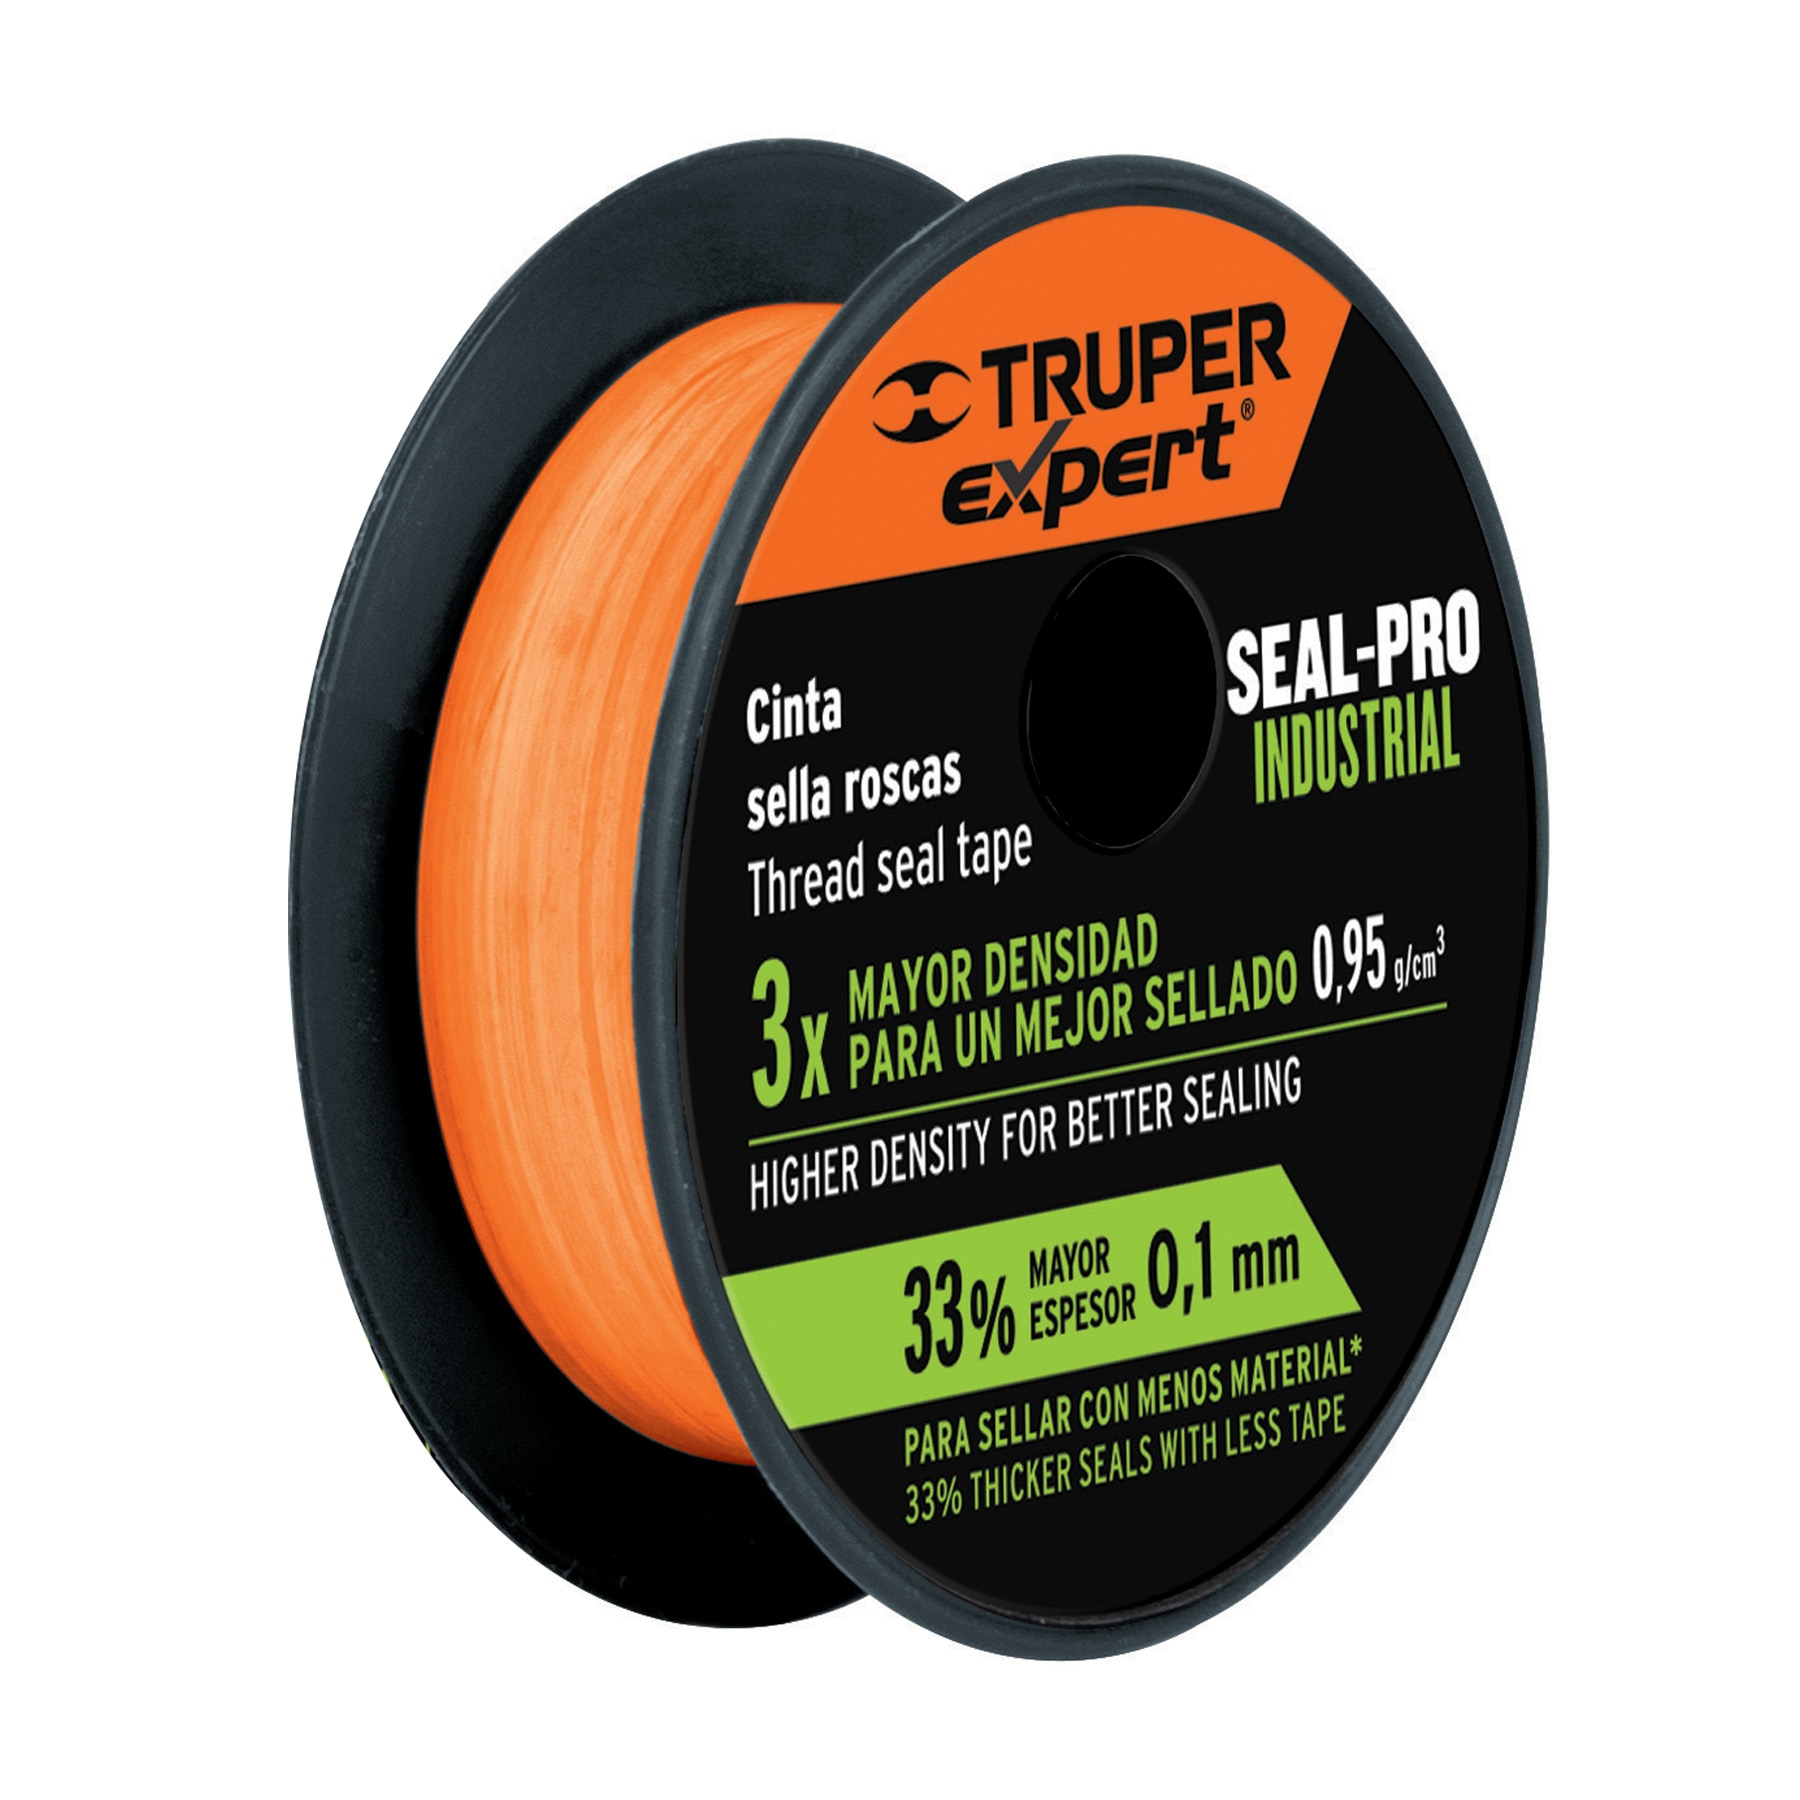 TRUPER
expert®
SEAL-PRO
INDUSTRIAL
Cinta
sella roscas
Thread seal tape
3x MAYOR DENSIDAD
PARA UN MEJOR SELLADO 0,95 g/cm³
HIGHER DENSITY FOR BETTER SEALING
33% MAYOR
ESPESOR 0,1 mm
PARA SELLAR CON MENOS MATERIAL*
33% THICKER SEALS WITH LESS TAPE